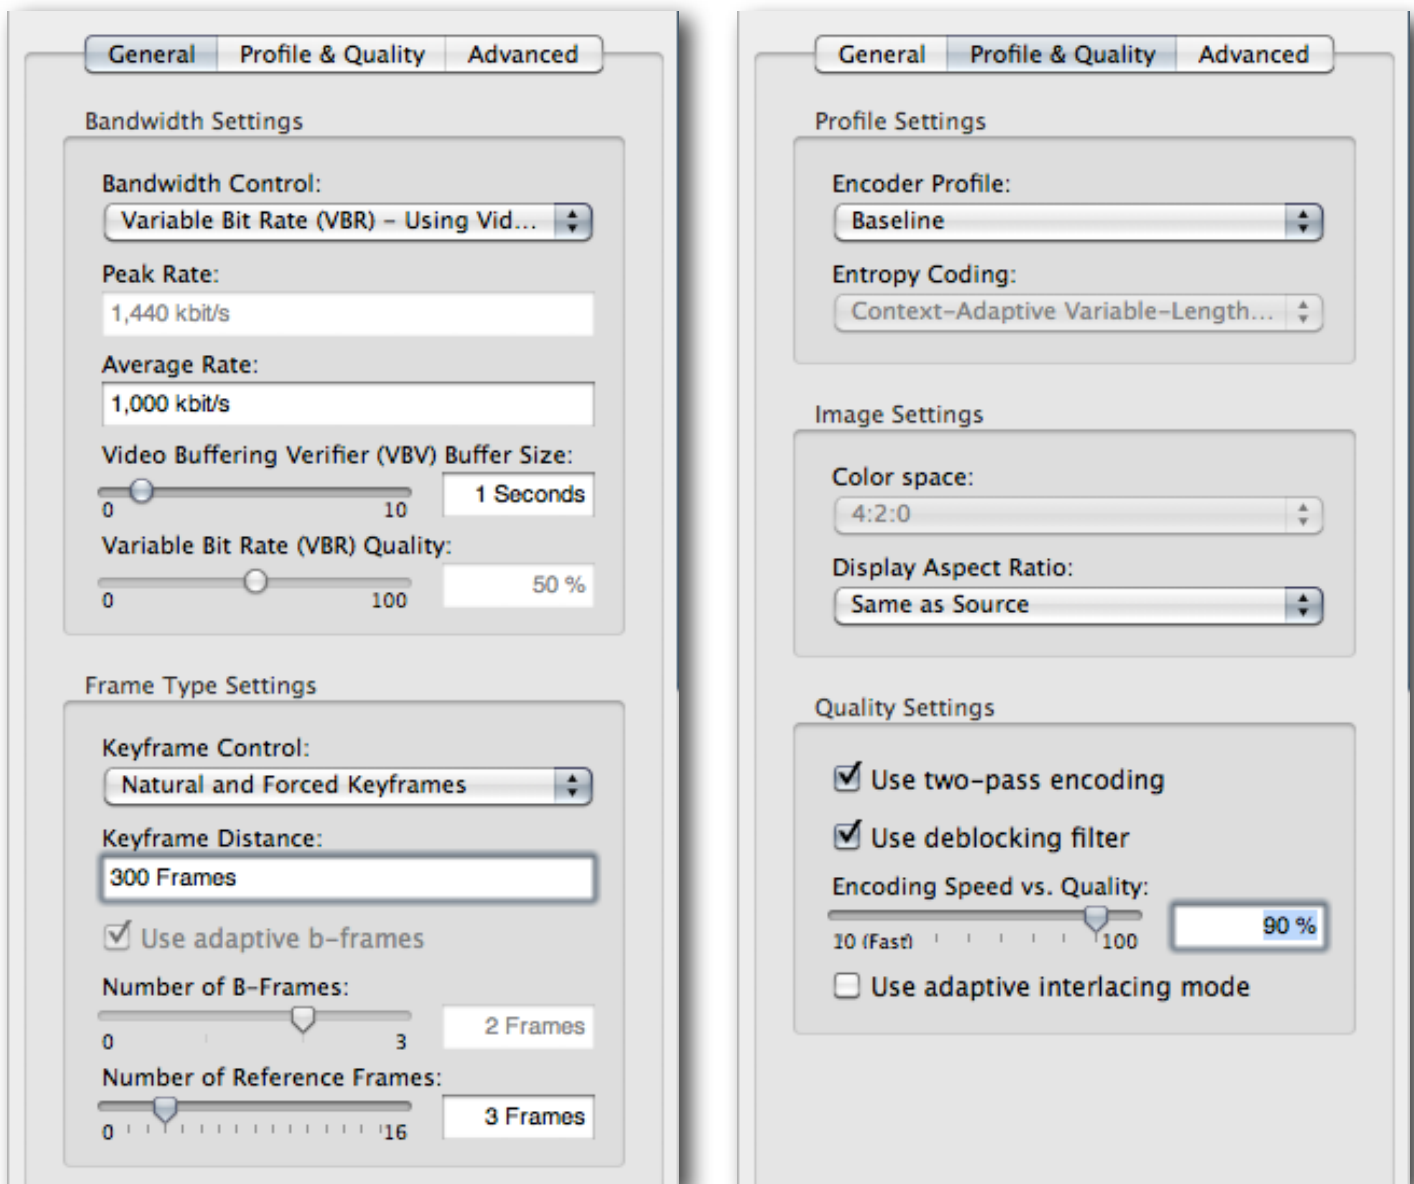 General Profile & Quality Advanced
Bandwidth Settings
Bandwidth Control:
Variable Bit Rate (VBR) – Using Vid...
Peak Rate:
1,440 kbit/s
Average Rate:
1,000 kbit/s
Video Buffering Verifier (VBV) Buffer Size:
1 Seconds
0 10
Variable Bit Rate (VBR) Quality:
50 %
0 100
Frame Type Settings
Keyframe Control:
Natural and Forced Keyframes
Keyframe Distance:
300 Frames
Use adaptive b-frames
Number of B-Frames:
2 Frames
0 3
Number of Reference Frames:
3 Frames
0 16
General Profile & Quality Advanced
Profile Settings
Encoder Profile:
Baseline
Entropy Coding:
Context-Adaptive Variable-Length...
Image Settings
Color space:
4:2:0
Display Aspect Ratio:
Same as Source
Quality Settings
Use two-pass encoding
Use deblocking filter
Encoding Speed vs. Quality:
90 %
10 (Fast) 100
Use adaptive interlacing mode